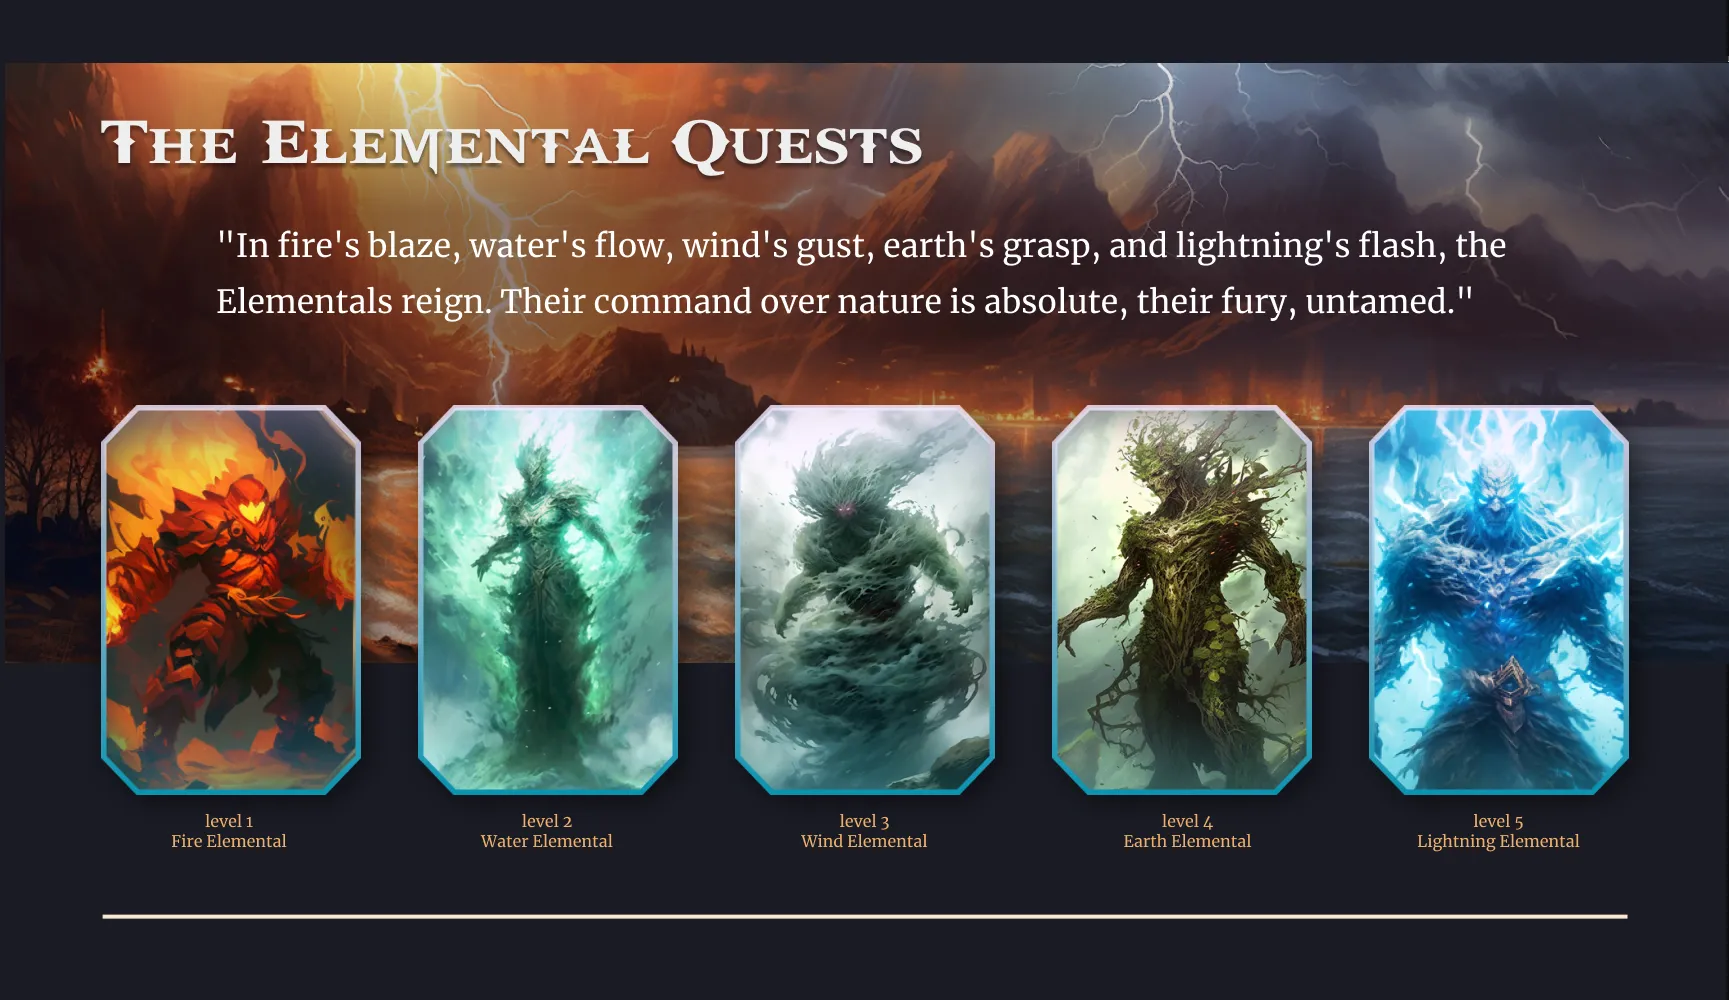 The Elemental Quests
"In fire's blaze, water's flow, wind's gust, earth's grasp, and lightning's flash, the
Elementals reign. Their command over nature is absolute, their fury, untamed."
level 1
Fire Elemental
level 2
Water Elemental
level 3
Wind Elemental
level 4
Earth Elemental
level 5
Lightning Elemental